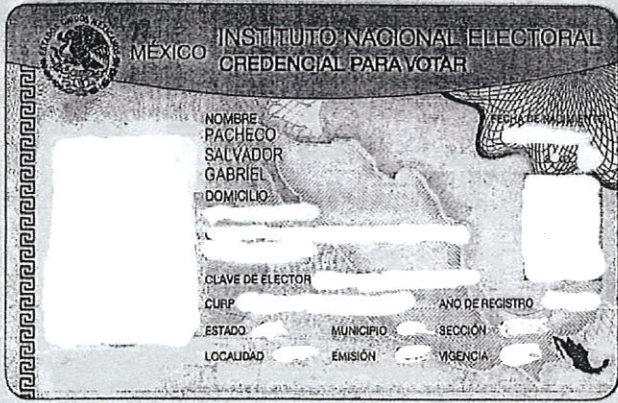 MÉXICO INSTITUTO NACIONAL ELECTORAL
CREDENCIAL PARA VOTAR
NOMBRE
PACHECO
SALVADOR
GABRIEL
FECHA DE NACIMIENTO
DOMICILIO
CLAVE DE ELECTOR
CURP AÑO DE REGISTRO
ESTADO MUNICIPIO SECCIÓN
LOCALIDAD EMISIÓN VIGENCIA